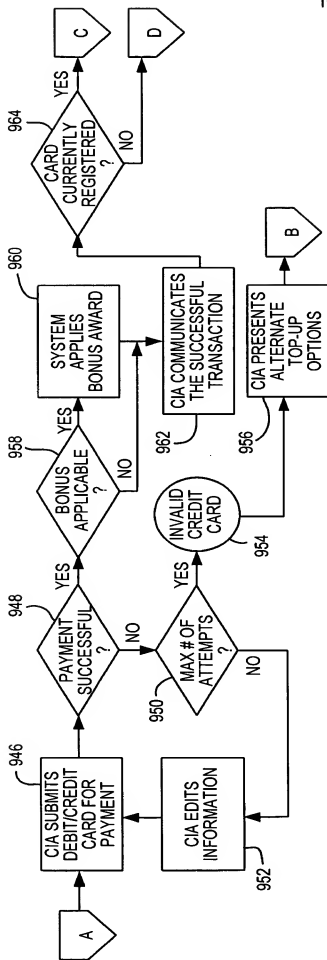 A
946
CIA SUBMITS
DEBIT/CREDIT
CARD FOR
PAYMENT
948
PAYMENT
SUCCESSFUL
?
YES
NO
958
BONUS
APPLICABLE
?
YES
NO
960
SYSTEM
APPLIES
BONUS AWARD
964
CARD
CURRENTLY
REGISTERED
?
YES
NO
C
D
952
CIA EDITS
INFORMATION
950
MAX # OF
ATTEMPTS
?
YES
NO
954
INVALID
CREDIT
CARD
962
CIA COMMUNICATES
THE SUCCESSFUL
TRANSACTION
956
CIA PRESENTS
ALTERNATE
TOP-UP
OPTIONS
B